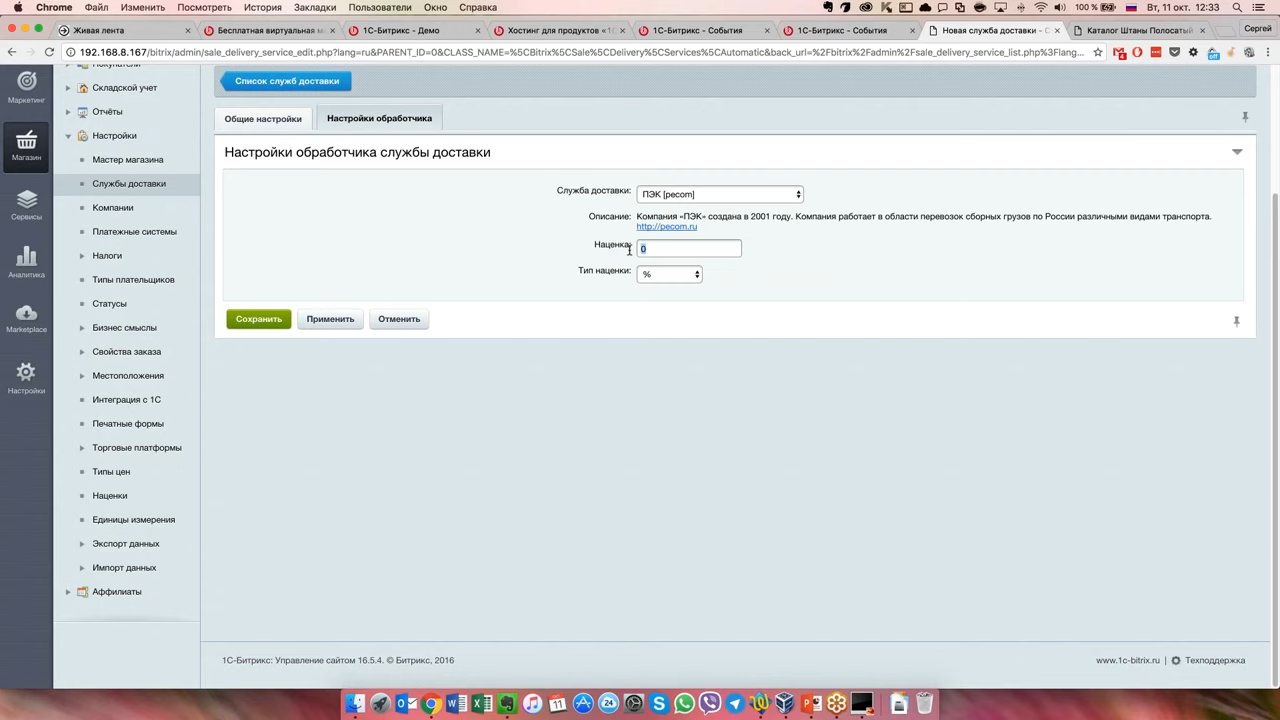 Chrome Файл Изменить Посмотреть История Закладки Пользователи Окно Справка
100 % Вт, 11 окт. 12:33
Живая лента
Бесплатная виртуальная м
1С-Битрикс - Демо
Хостинг для продуктов «1С
1С-Битрикс - События
1С-Битрикс - События
Новая служба доставки - С
Каталог Штаны Полосатый
Сергей
192.168.8.167/bitrix/admin/sale_delivery_service_edit.php?lang=ru&PARENT_ID=0&CLASS_NAME=%5CBitrix%5CSale%5CDelivery%5CServices%5CAutomatic&back_url=%2Fbitrix%2Fadmin%2Fsale_delivery_service_list.php%3Flang...
Маркетинг
Магазин
Сервисы
Аналитика
Marketplace
Настройки
Покупатели
Складской учет
Отчёты
Настройки
Мастер магазина
Службы доставки
Компании
Платежные системы
Налоги
Типы плательщиков
Статусы
Бизнес смыслы
Свойства заказа
Местоположения
Интеграция с 1С
Печатные формы
Торговые платформы
Типы цен
Наценки
Единицы измерения
Экспорт данных
Импорт данных
Аффилиаты
Список служб доставки
Общие настройки
Настройки обработчика
Настройки обработчика службы доставки
Служба доставки: ПЭК [pecom]
Описание: Компания «ПЭК» создана в 2001 году. Компания работает в области перевозок сборных грузов по России различными видами транспорта.
http://pecom.ru
Наценка: 0
Тип наценки: %
Сохранить Применить Отменить
1С-Битрикс: Управление сайтом 16.5.4. © Битрикс, 2016
www.1c-bitrix.ru Техподдержка